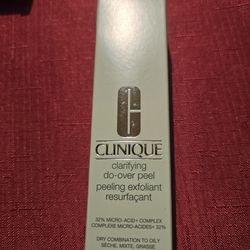 CLINIQUE
clarifying
do-over peel
peeling exfoliant
resurfaçant
32% MICRO-ACID+ COMPLEX
COMPLEXE MICRO-ACIDES+ 32%
DRY COMBINATION TO OILY
SÈCHE, MIXTE, GRASSE